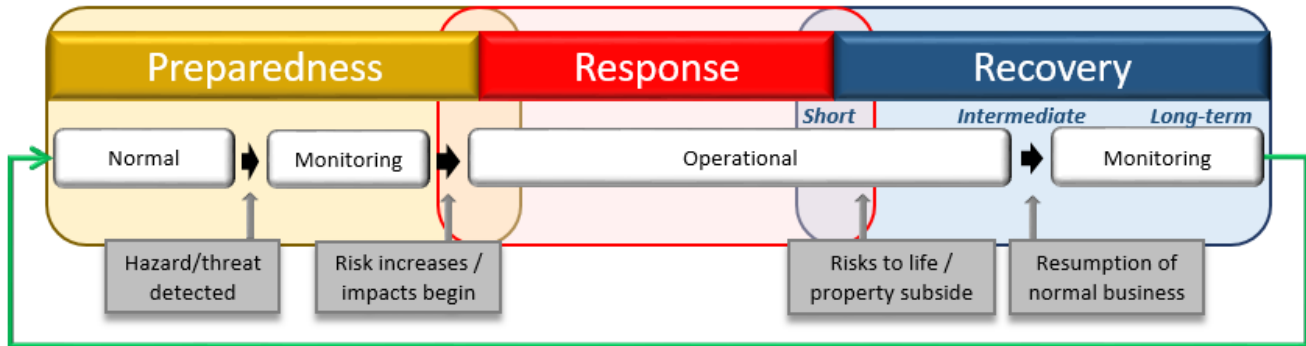 Preparedness
Response
Recovery
Short
Intermediate
Long-term
Normal
Monitoring
Operational
Monitoring
Hazard/threat
detected
Risk increases /
impacts begin
Risks to life /
property subside
Resumption of
normal business